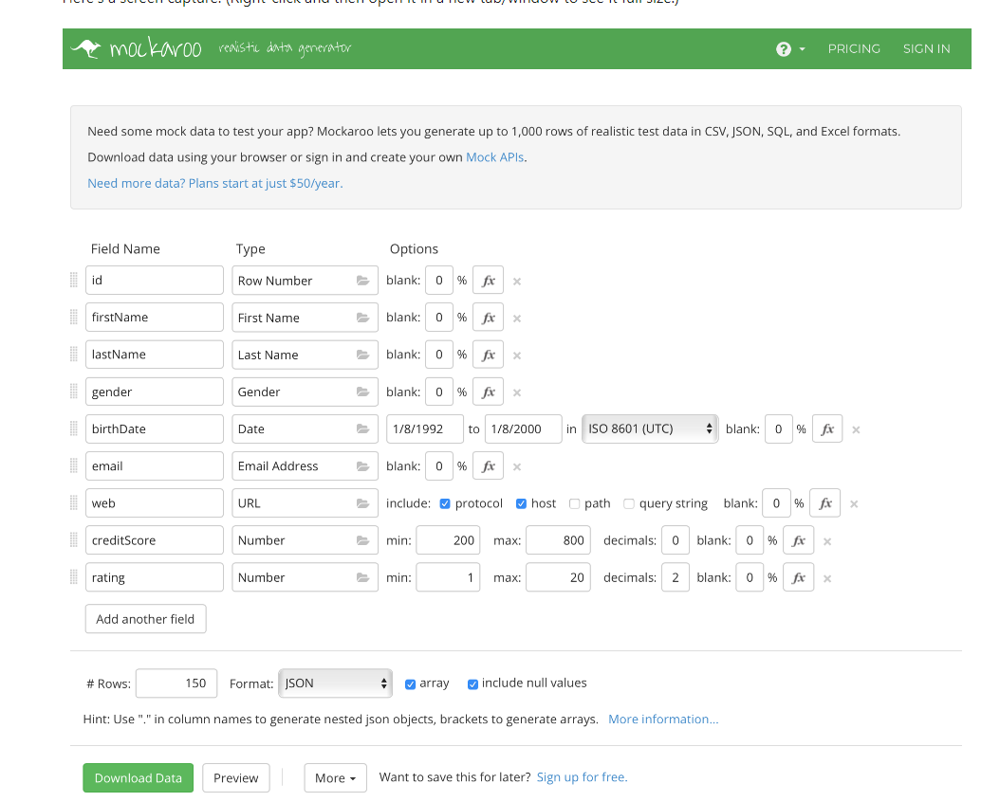 Here's a screen capture. (Right-click and then open it in a new tab/window to see it full size.)
mockaroo realistic data generator ? PRICING SIGN IN
Need some mock data to test your app? Mockaroo lets you generate up to 1,000 rows of realistic test data in CSV, JSON, SQL, and Excel formats.
Download data using your browser or sign in and create your own Mock APIs.
Need more data? Plans start at just $50/year.
Field Name Type Options
id Row Number blank: 0 % fx ×
firstName First Name blank: 0 % fx ×
lastName Last Name blank: 0 % fx ×
gender Gender blank: 0 % fx ×
birthDate Date 1/8/1992 to 1/8/2000 in ISO 8601 (UTC) blank: 0 % fx ×
email Email Address blank: 0 % fx ×
web URL include: protocol host path query string blank: 0 % fx ×
creditScore Number min: 200 max: 800 decimals: 0 blank: 0 % fx ×
rating Number min: 1 max: 20 decimals: 2 blank: 0 % fx ×
Add another field
# Rows: 150 Format: JSON array include null values
Hint: Use "." in column names to generate nested json objects, brackets to generate arrays. More information...
Download Data Preview More Want to save this for later? Sign up for free.